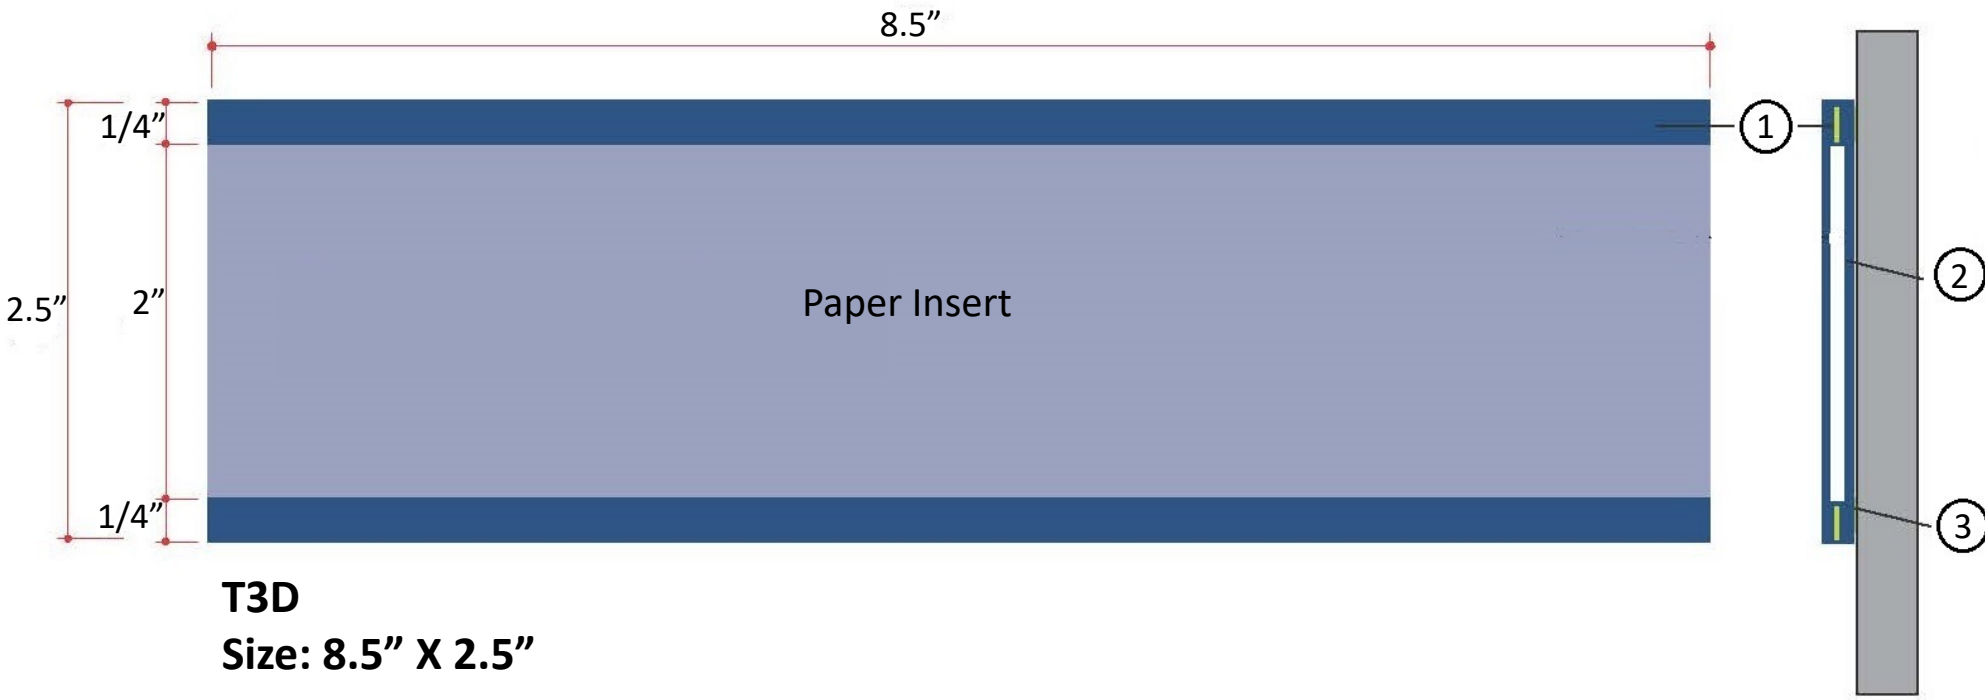 8.5”
1/4”
1
2”
2.5”
Paper Insert
2
1/4”
3
T3D
Size: 8.5” X 2.5”